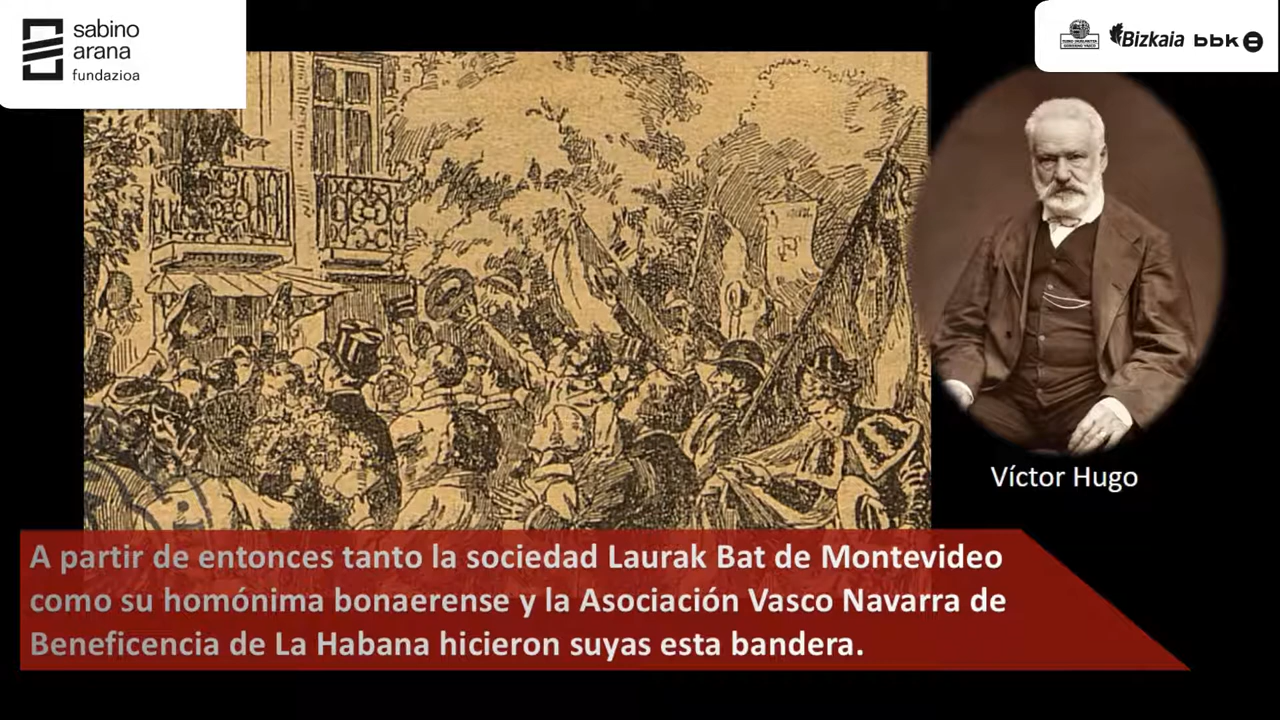 sabino
arana
fundazioa
Bizkaia bbk
Víctor Hugo
A partir de entonces tanto la sociedad Laurak Bat de Montevideo
como su homónima bonaerense y la Asociación Vasco Navarra de
Beneficencia de La Habana hicieron suyas esta bandera.